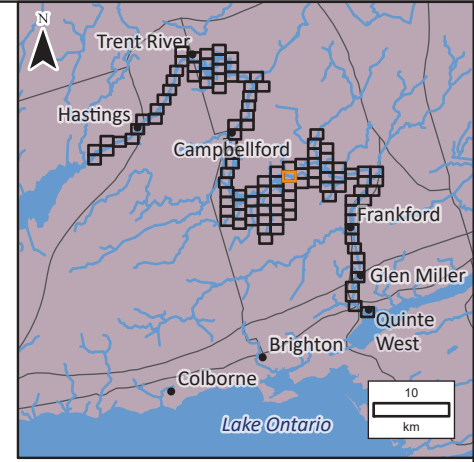 N
Trent River
Hastings
Campbellford
Frankford
Glen Miller
Quinte
West
Brighton
Colborne
Lake Ontario
10
km